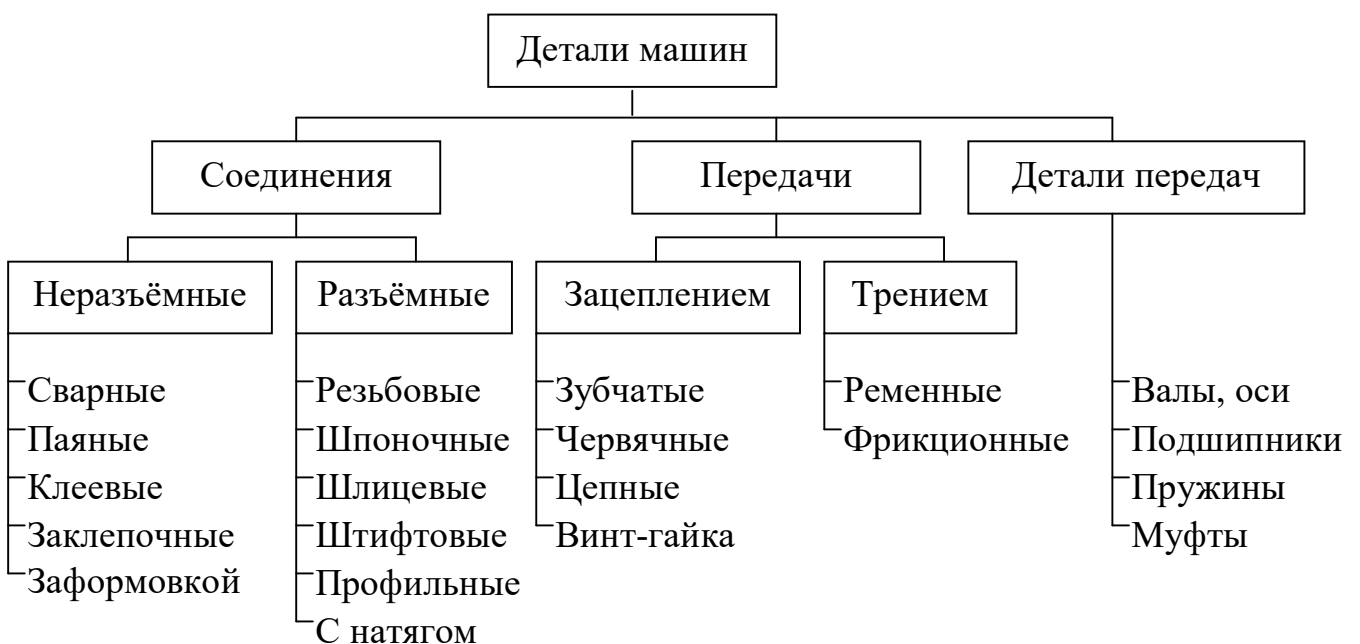 Детали машин
Соединения
Передачи
Детали передач
Неразъёмные
Разъёмные
Зацеплением
Трением
Сварные
Паяные
Клеевые
Заклепочные
Заформовкой
Резьбовые
Шпоночные
Шлицевые
Штифтовые
Профильные
С натягом
Зубчатые
Червячные
Цепные
Винт-гайка
Ременные
Фрикционные
Валы, оси
Подшипники
Пружины
Муфты